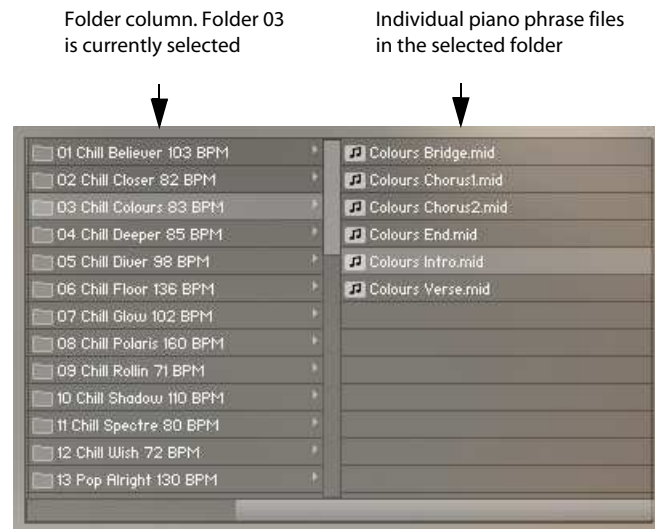 Folder column. Folder 03
is currently selected
Individual piano phrase files
in the selected folder
01 Chill Believer 103 BPM
02 Chill Closer 82 BPM
03 Chill Colours 83 BPM
04 Chill Deeper 85 BPM
05 Chill Diver 98 BPM
06 Chill Floor 136 BPM
07 Chill Glow 102 BPM
08 Chill Polaris 160 BPM
09 Chill Rollin 71 BPM
10 Chill Shadow 110 BPM
11 Chill Spectre 80 BPM
12 Chill Wish 72 BPM
13 Pop Alright 130 BPM
Colours Bridge.mid
Colours Chorus1.mid
Colours Chorus2.mid
Colours End.mid
Colours Intro.mid
Colours Verse.mid